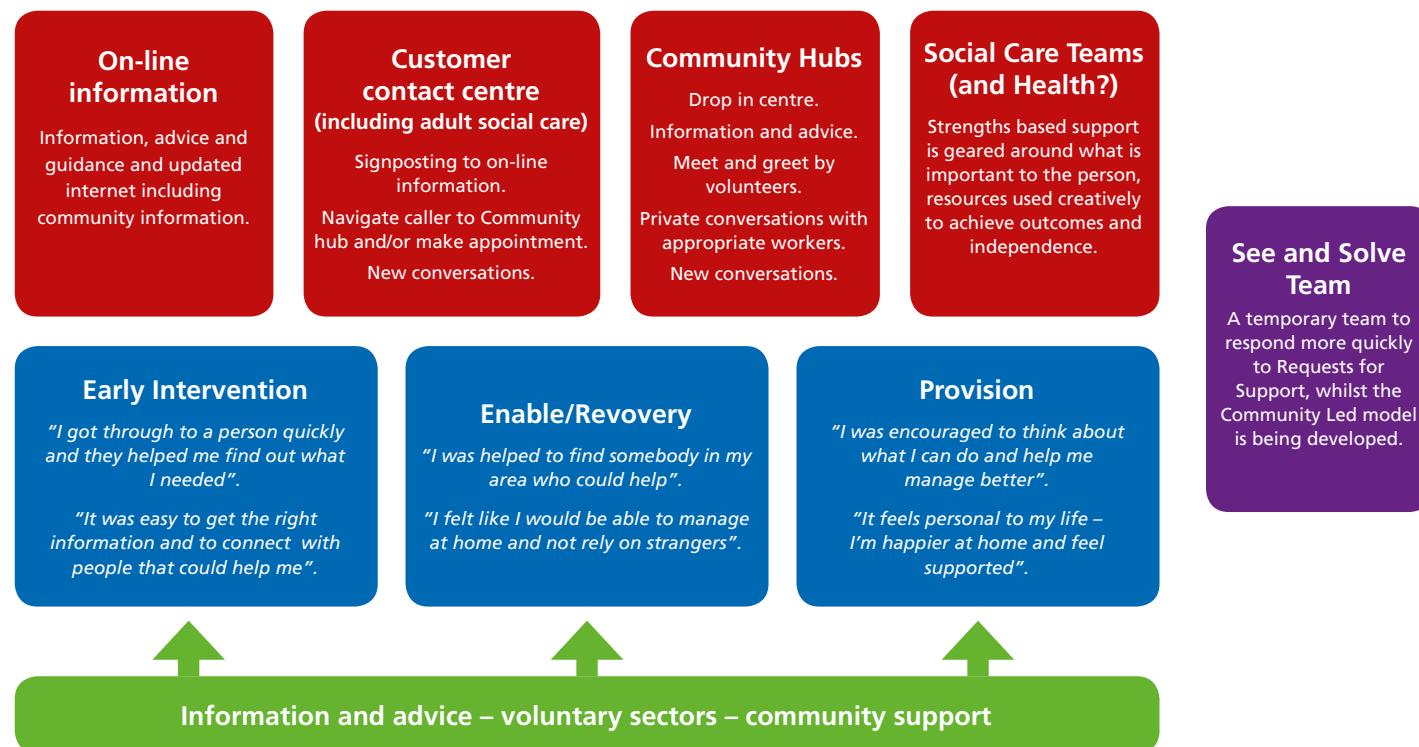 On-line
information
Information, advice and
guidance and updated
internet including
community information.
Customer
contact centre
(including adult social care)
Signposting to on-line
information.
Navigate caller to Community
hub and/or make appointment.
New conversations.
Community Hubs
Drop in centre.
Information and advice.
Meet and greet by
volunteers.
Private conversations with
appropriate workers.
New conversations.
Social Care Teams
(and Health?)
Strengths based support
is geared around what is
important to the person,
resources used creatively
to achieve outcomes and
independence.
See and Solve
Team
A temporary team to
respond more quickly
to Requests for
Support, whilst the
Community Led model
is being developed.
Early Intervention
“I got through to a person quickly
and they helped me find out what
I needed”.
“It was easy to get the right
information and to connect with
people that could help me”.
Enable/Revovery
“I was helped to find somebody in my
area who could help”.
“I felt like I would be able to manage
at home and not rely on strangers”.
Provision
“I was encouraged to think about
what I can do and help me
manage better”.
“It feels personal to my life –
I’m happier at home and feel
supported”.
Information and advice – voluntary sectors – community support